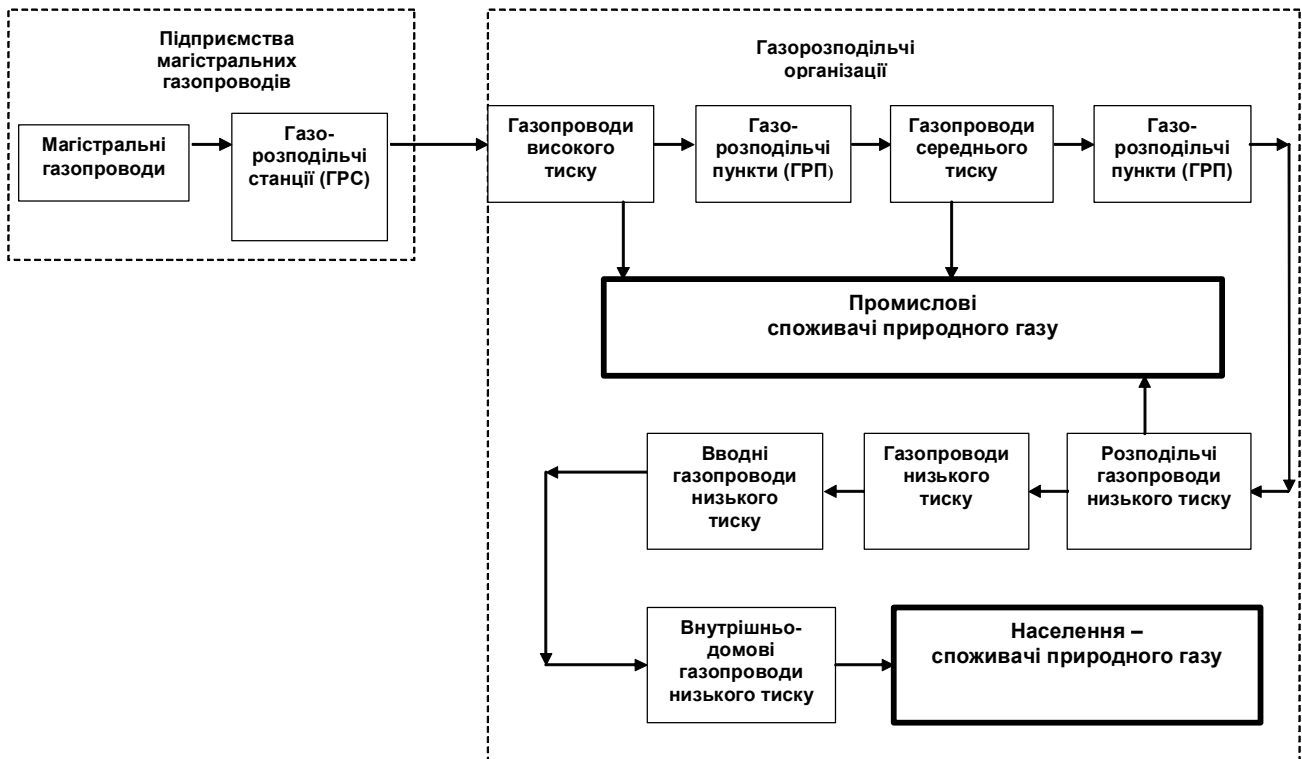 Підприємства
магістральних
газопроводів
Магістральні
газопроводи
Газо-
розподільчі
станції (ГРС)
Газорозподільчі
організації
Газопроводи
високого
тиску
Газо-
розподільчі
пункти (ГРП)
Газопроводи
середнього
тиску
Газо-
розподільчі
пункти (ГРП)
Промислові
споживачі природного газу
Вводні
газопроводи
низького
тиску
Газопроводи
низького
тиску
Розподільчі
газопроводи
низького тиску
Внутрішньо-
домові
газопроводи
низького тиску
Населення –
споживачі природного газу